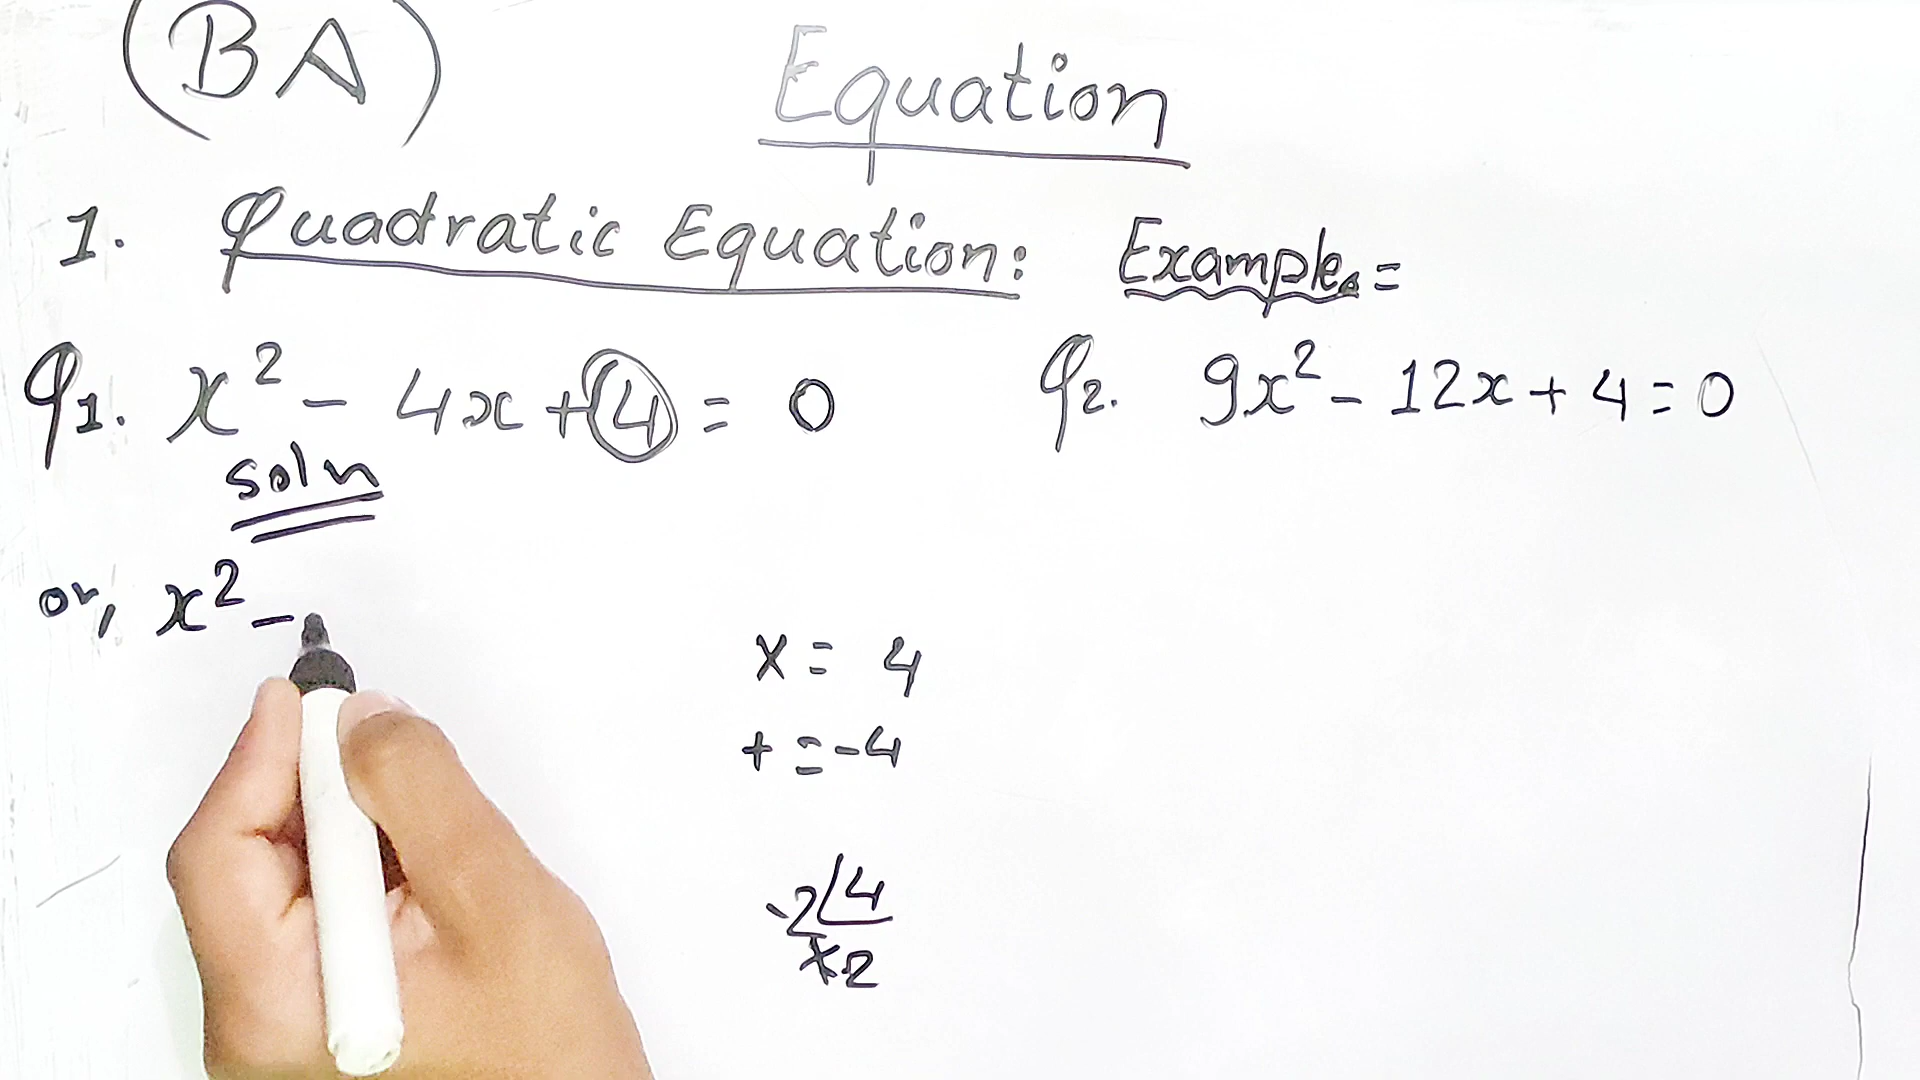 (BA)
Equation
1. Quadratic Equation: Example =
Q1. x² - 4x + 4 = 0
Q2. 9x² - 12x + 4 = 0
soln
or, x² -
x = 4
+ = -4
-2 4
x 2